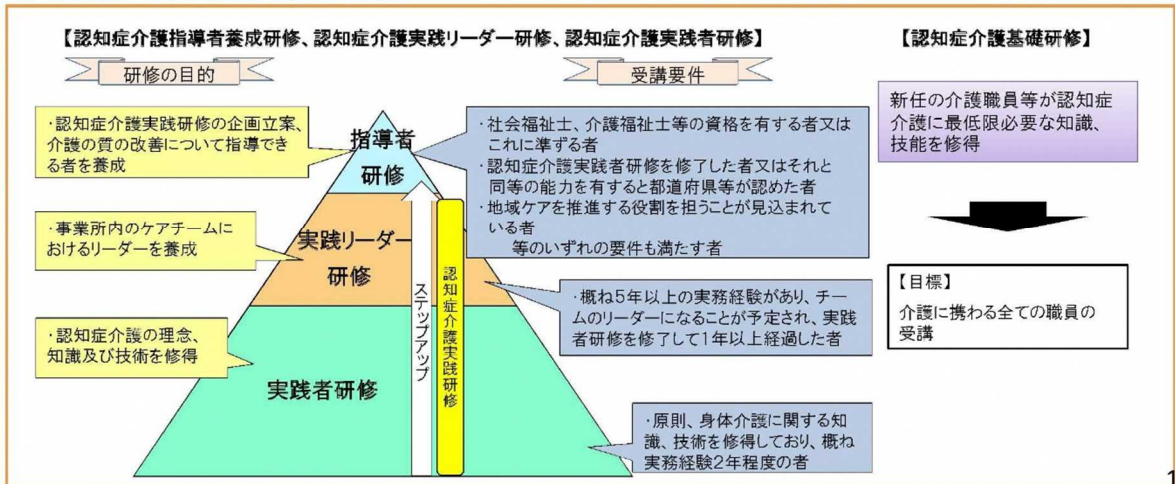 【認知症介護指導者養成研修、認知症介護実践リーダー研修、認知症介護実践者研修】
【認知症介護基礎研修】
研修の目的
受講要件
・認知症介護実践研修の企画立案、
介護の質の改善について指導でき
る者を養成
・事業所内のケアチームに
おけるリーダーを養成
・認知症介護の理念、
知識及び技術を修得
指導者
研修
実践リーダー
研修
実践者研修
ステップアップ
認知症介護実践研修
・社会福祉士、介護福祉士等の資格を有する者又は
これに準ずる者
・認知症介護実践者研修を修了した者又はそれと
同等の能力を有すると都道府県等が認めた者
・地域ケアを推進する役割を担うことが見込まれて
いる者
等のいずれの要件も満たす者
・概ね5年以上の実務経験があり、チー
ムのリーダーになることが予定され、実践
者研修を修了して1年以上経過した者
・原則、身体介護に関する知
識、技術を修得しており、概ね
実務経験2年程度の者
新任の介護職員等が認知症
介護に最低限必要な知識、
技能を修得
【目標】
介護に携わる全ての職員の
受講
1